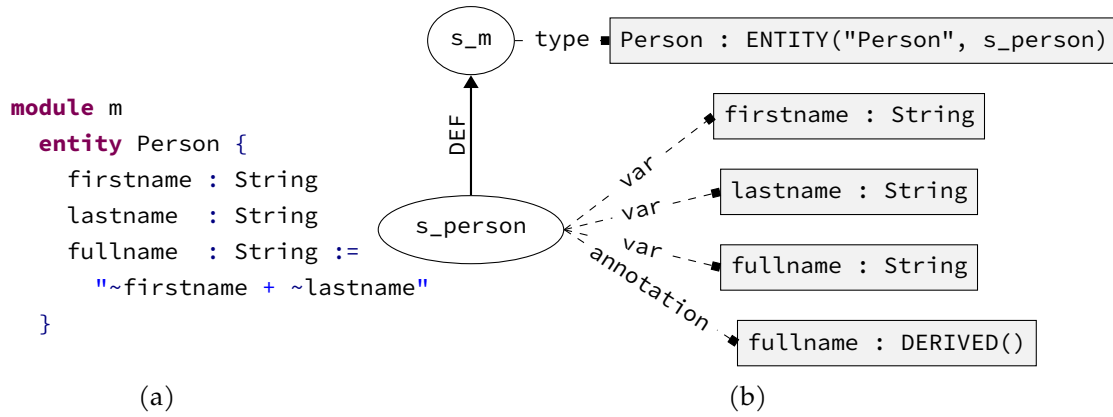 module m
entity Person {
firstname : String
lastname  : String
fullname  : String :=
"~firstname + ~lastname"
}
(a)
s_m
type
Person : ENTITY("Person", s_person)
DEF
s_person
var
firstname : String
var
lastname : String
var
fullname : String
annotation
fullname : DERIVED()
(b)